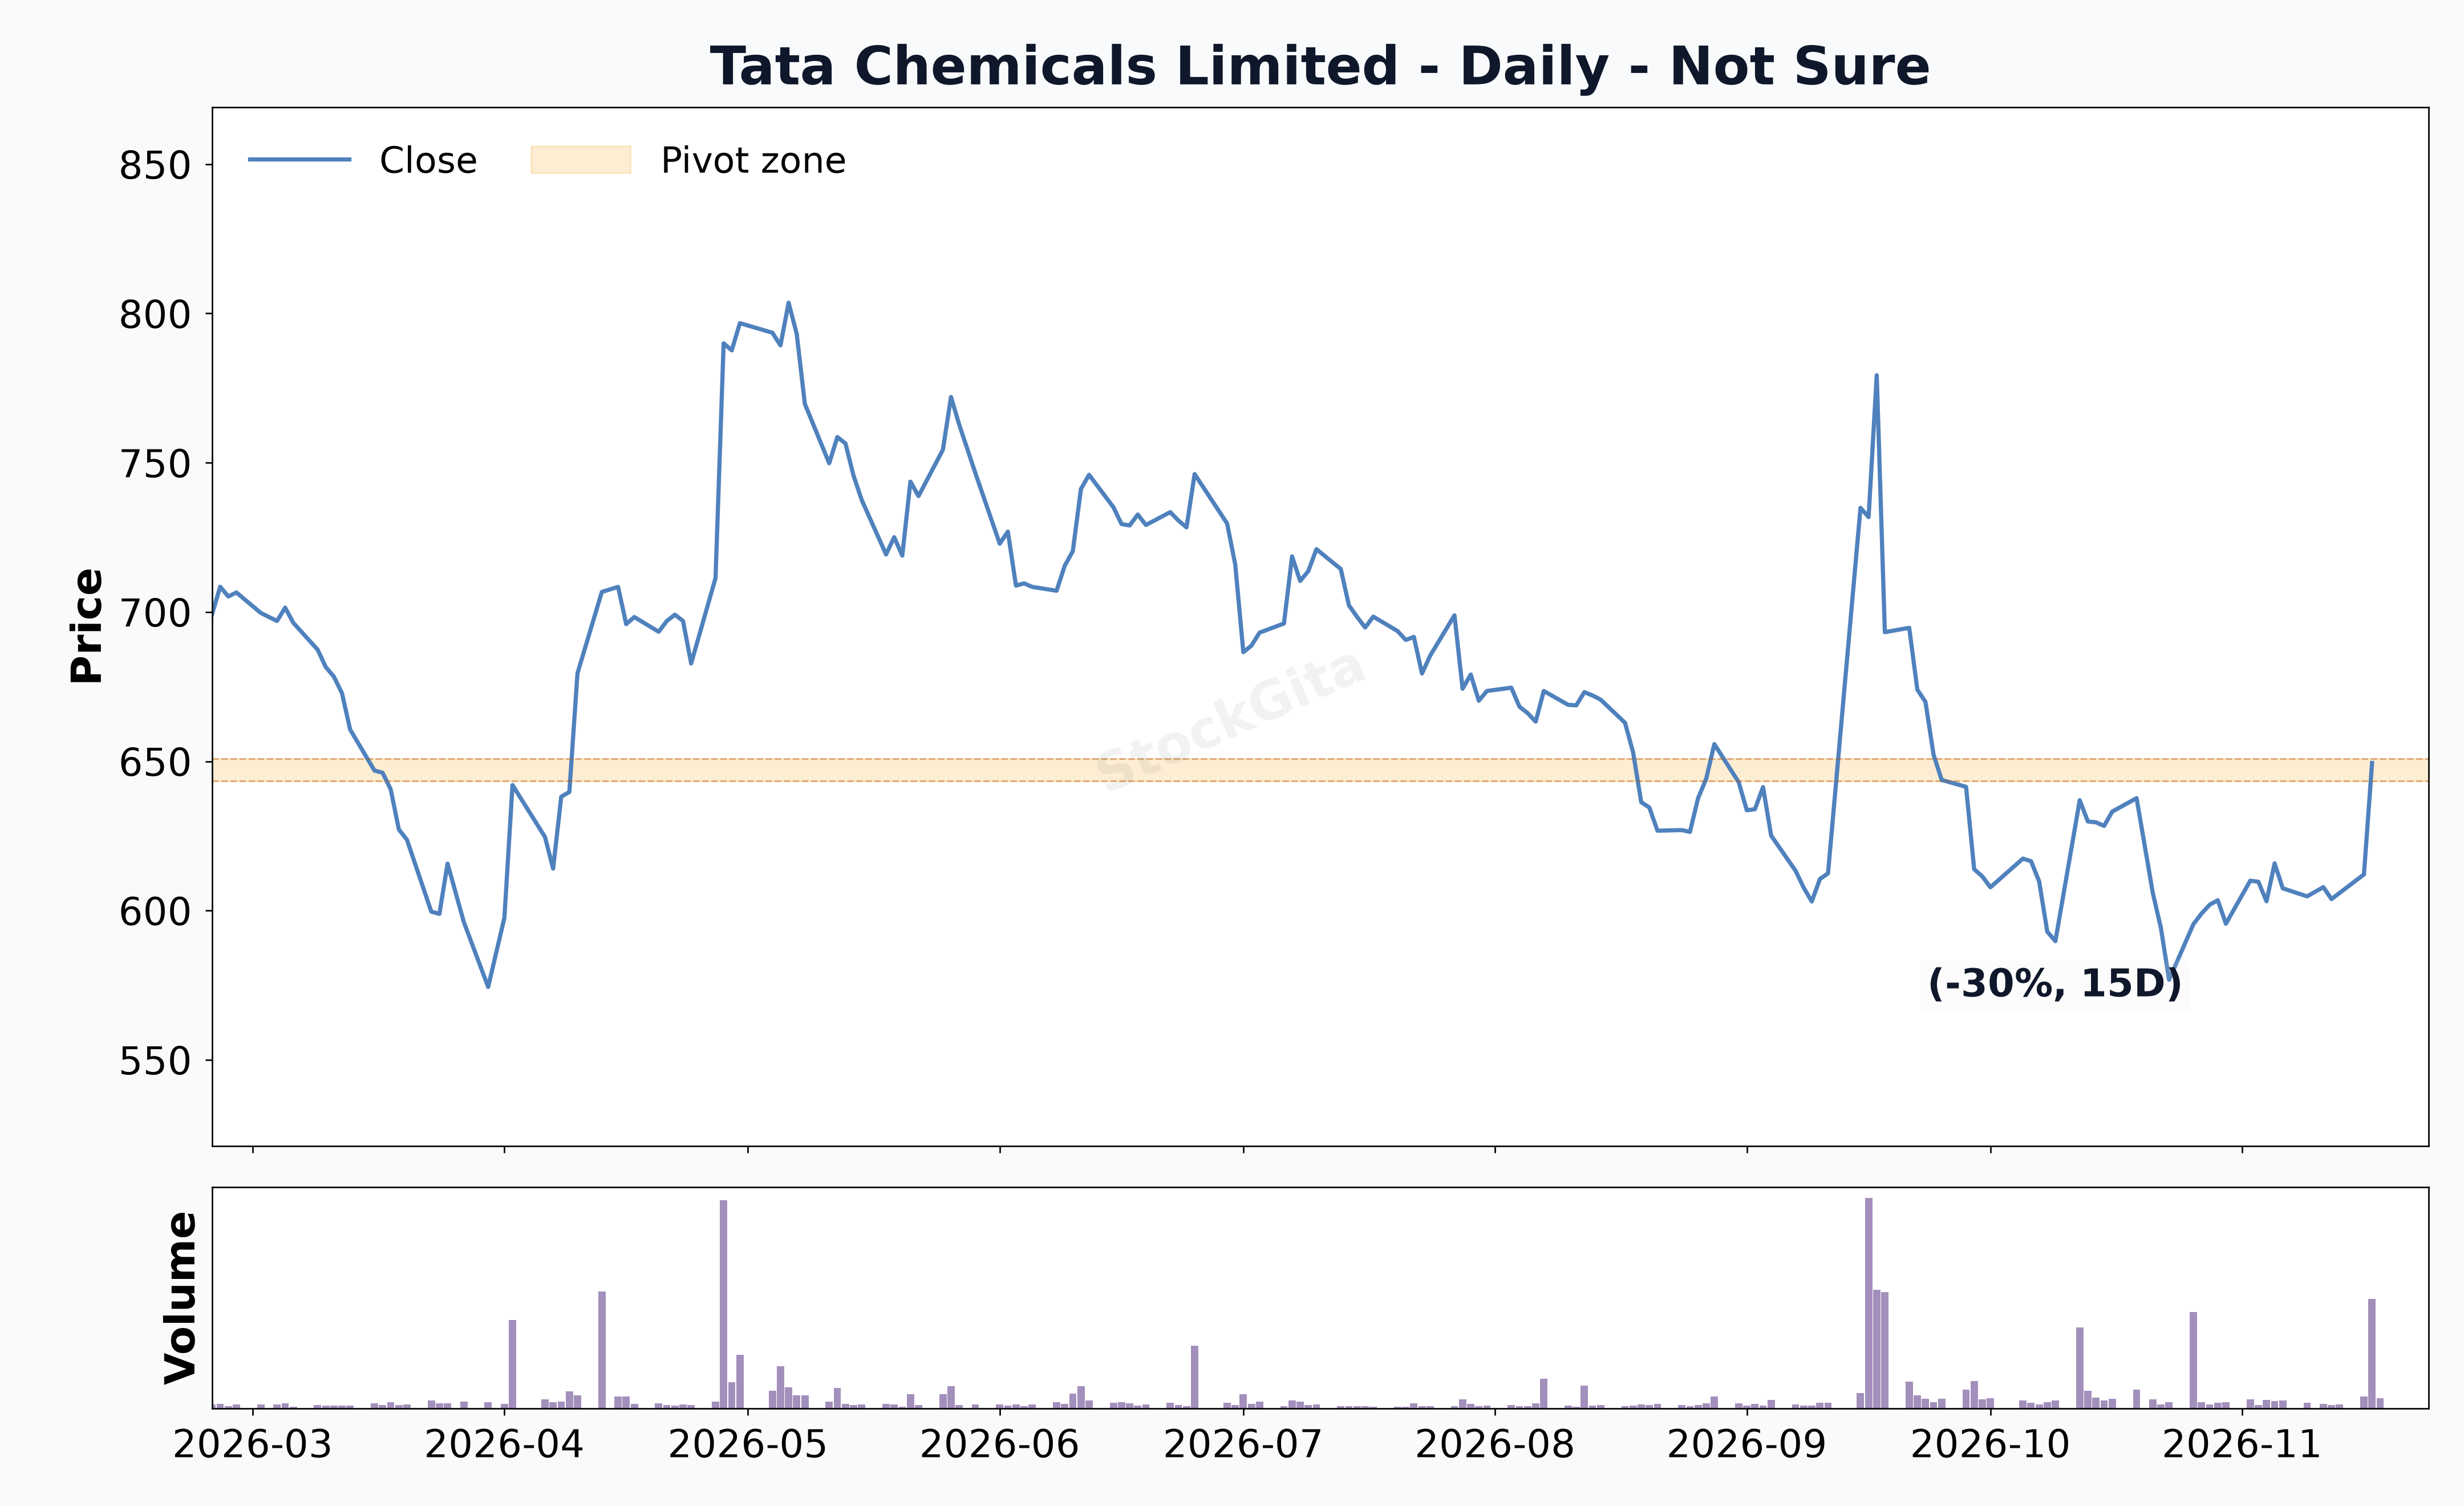 Tata Chemicals Limited - Daily - Not Sure
Close
Pivot zone
850
800
750
700
650
600
550
Price
StockGita
(-30%, 15D)
Volume
2026-03
2026-04
2026-05
2026-06
2026-07
2026-08
2026-09
2026-10
2026-11